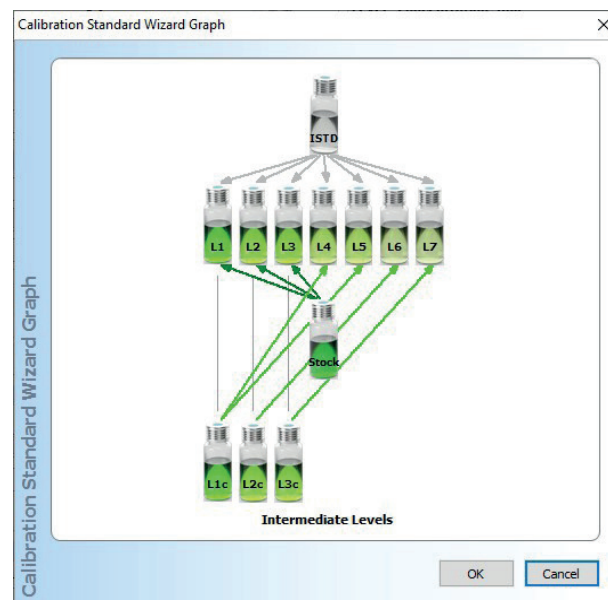 Calibration Standard Wizard Graph
Calibration Standard Wizard Graph
ISTD
L1 L2 L3 L4 L5 L6 L7
Stock
L1c L2c L3c
Intermediate Levels
OK Cancel